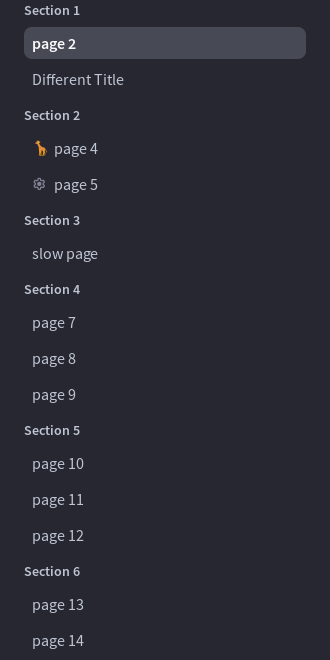 Section 1
page 2
Different Title
Section 2
page 4
page 5
Section 3
slow page
Section 4
page 7
page 8
page 9
Section 5
page 10
page 11
page 12
Section 6
page 13
page 14